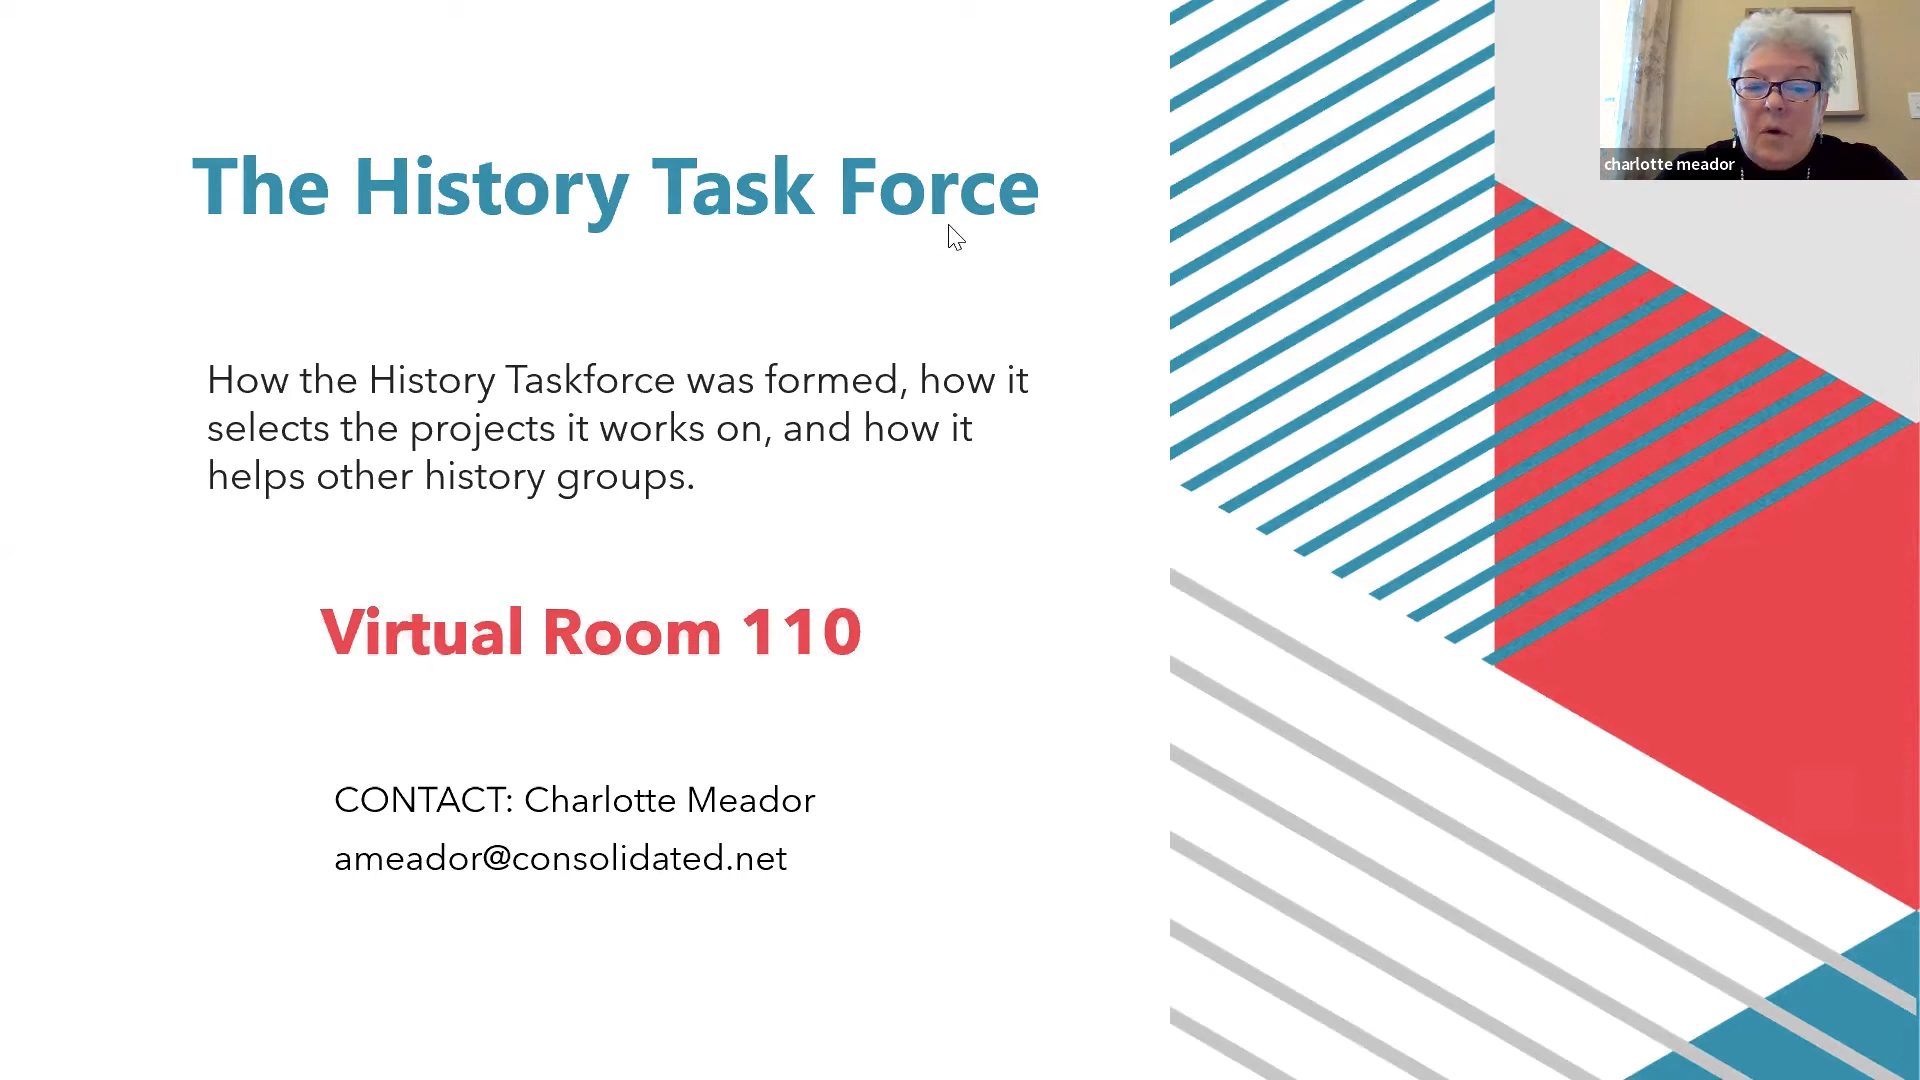 The History Task Force
How the History Taskforce was formed, how it
selects the projects it works on, and how it
helps other history groups.
Virtual Room 110
CONTACT: Charlotte Meador
ameador@consolidated.net
charlotte meador